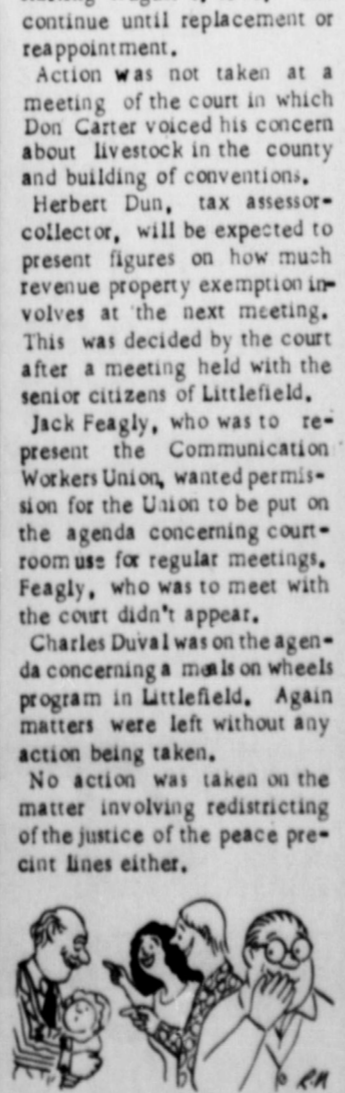 continue until replacement or
reappointment.
Action was not taken at a
meeting of the court in which
Don Carter voiced his concern
about livestock in the county
and building of conventions.
Herbert Dun, tax assessor-
collector, will be expected to
present figures on how much
revenue property exemption in-
volves at the next meeting.
This was decided by the court
after a meeting held with the
senior citizens of Littlefield.
Jack Feagly, who was to re-
present the Communication
Workers Union, wanted permis-
sion for the Union to be put on
the agenda concerning court-
room use for regular meetings.
Feagly, who was to meet with
the court didn't appear.
Charles Duval was on the agen-
da concerning a meals on wheels
program in Littlefield. Again
matters were left without any
action being taken.
No action was taken on the
matter involving redistricting
of the justice of the peace pre-
cint lines either.
R.N